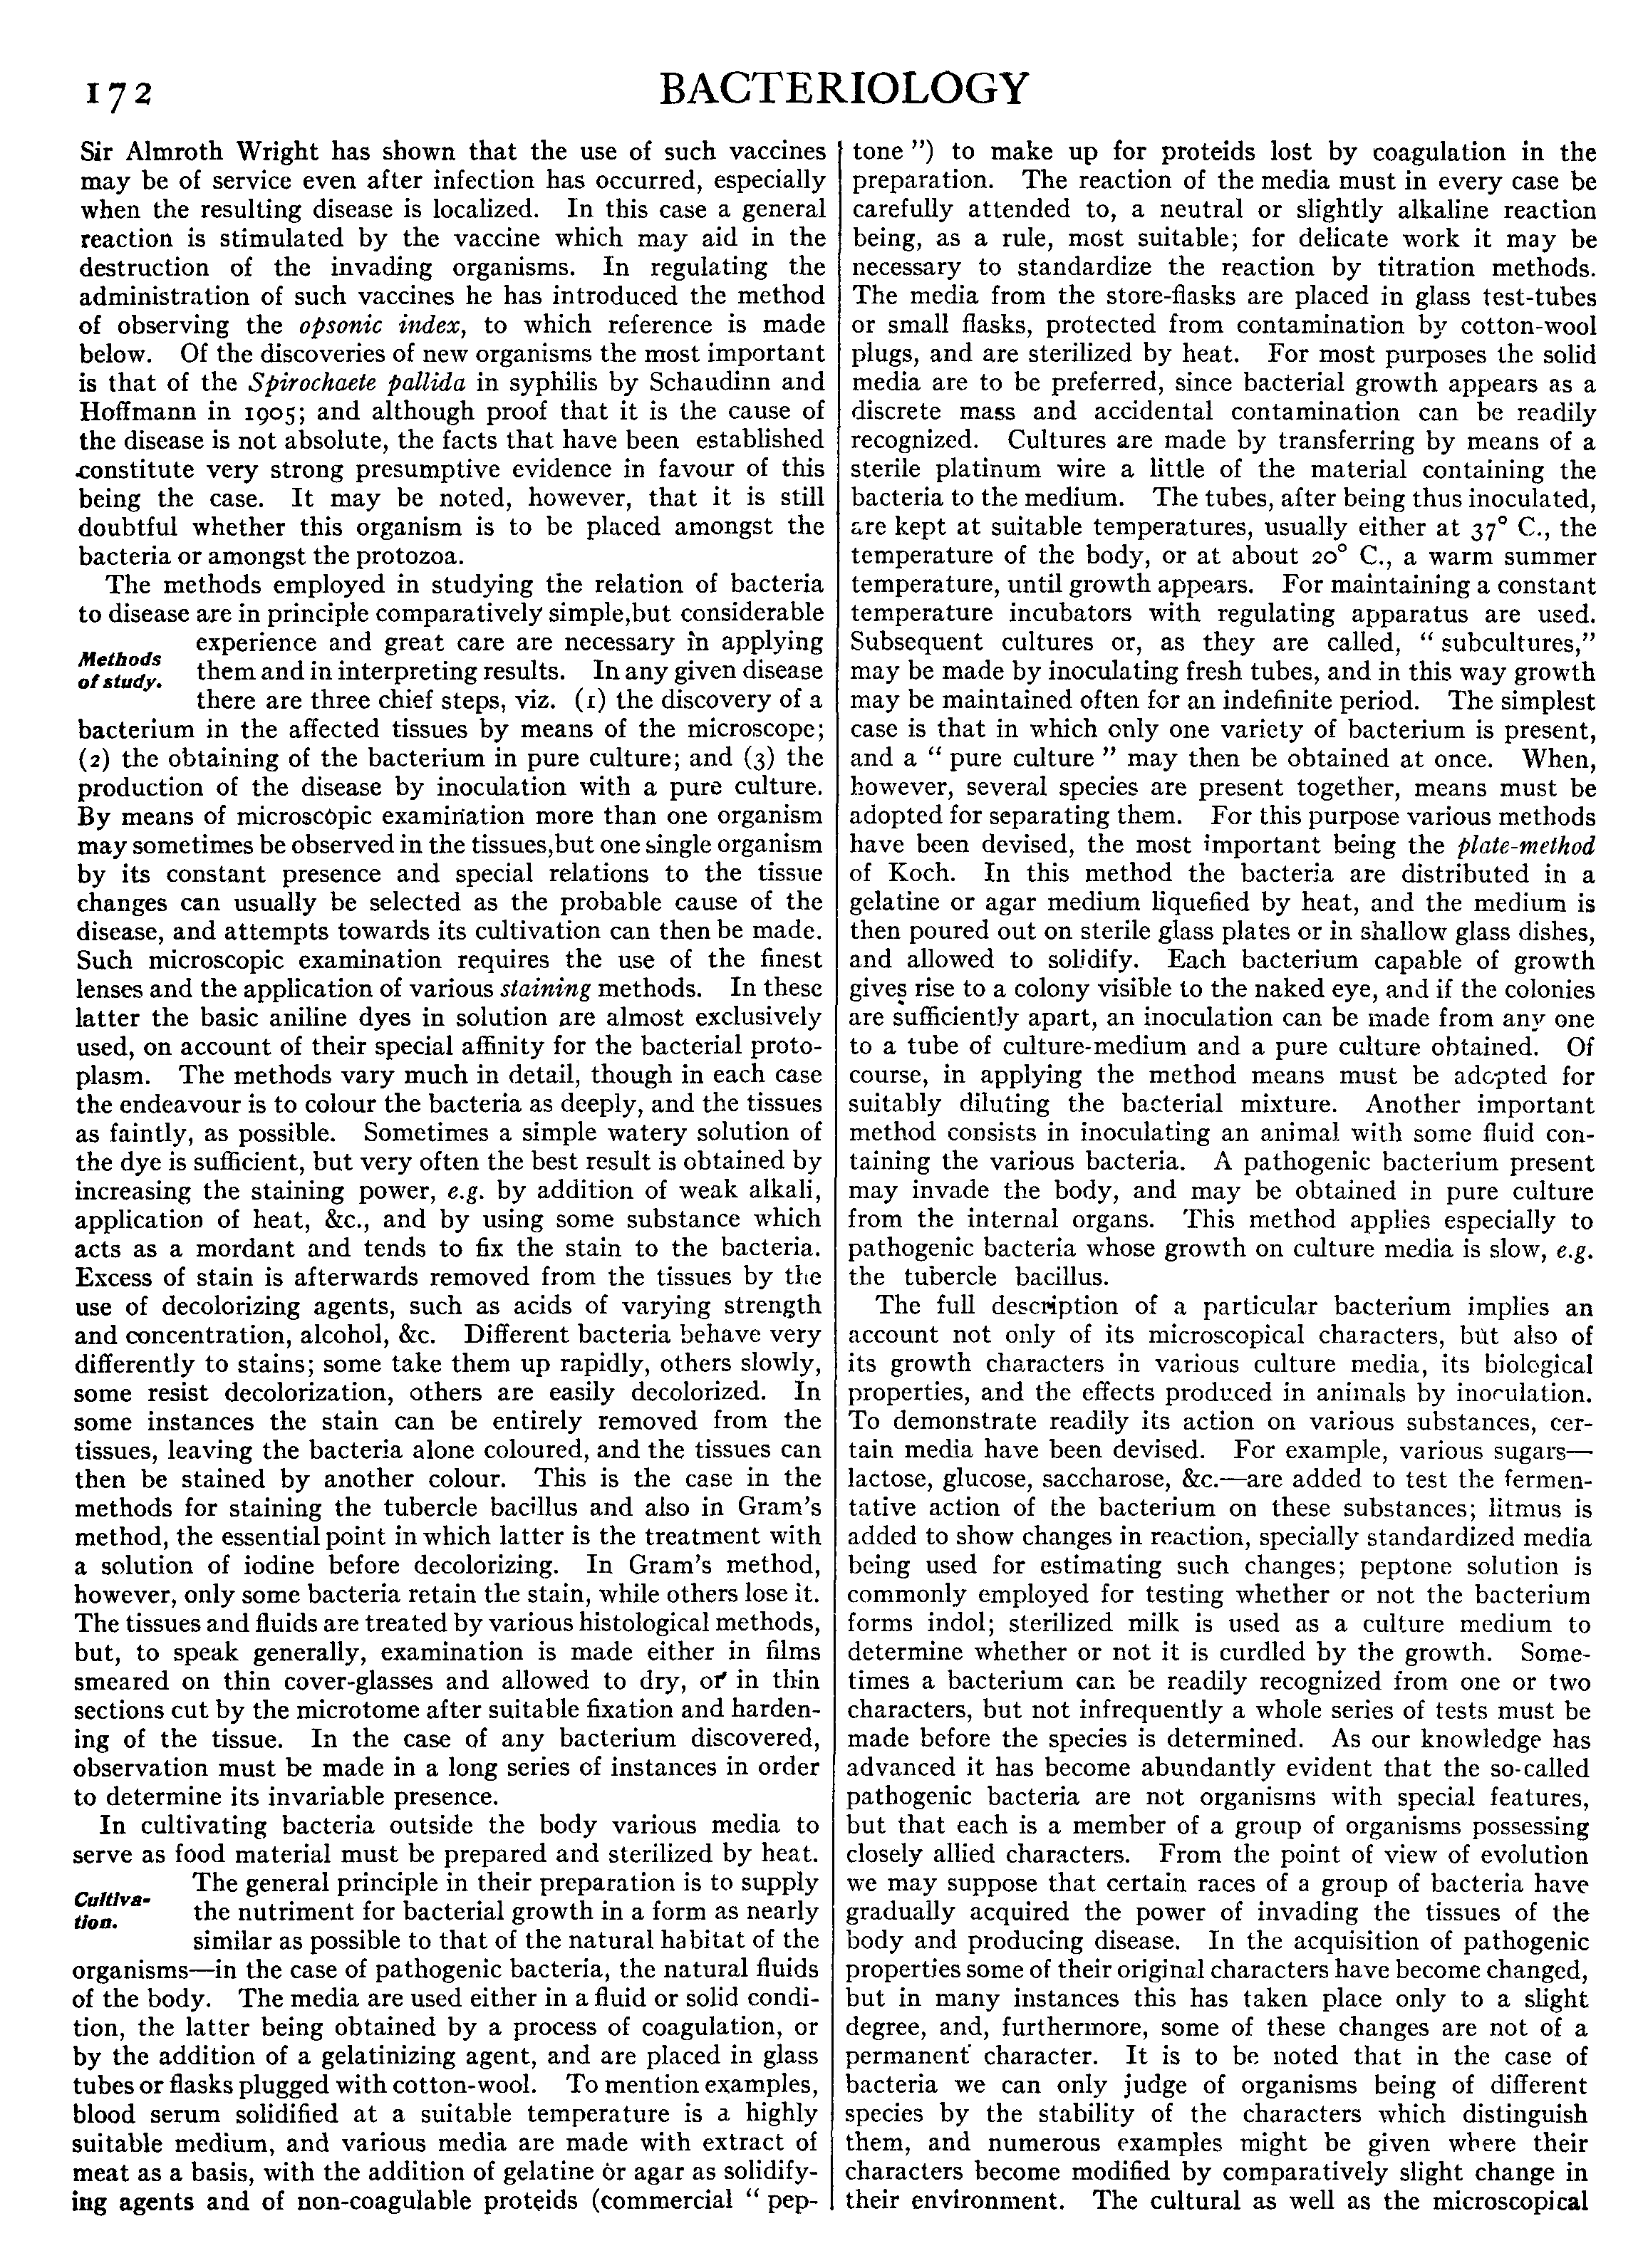 172
BACTERIOLOGY
Sir Almroth Wright has shown that the use of such vaccines
may be of service even after infection has occurred, especially
when the resulting disease is localized. In this case a general
reaction is stimulated by the vaccine which may aid in the
destruction of the invading organisms. In regulating the
administration of such vaccines he has introduced the method
of observing the opsonic index, to which reference is made
below. Of the discoveries of new organisms the most important
is that of the Spirochaete pallida in syphilis by Schaudinn and
Hoffmann in 1905; and although proof that it is the cause of
the disease is not absolute, the facts that have been established
constitute very strong presumptive evidence in favour of this
being the case. It may be noted, however, that it is still
doubtful whether this organism is to be placed amongst the
bacteria or amongst the protozoa.
The methods employed in studying the relation of bacteria
to disease are in principle comparatively simple, but considerable
Methods
of study.
experience and great care are necessary in applying
them and in interpreting results. In any given disease
there are three chief steps, viz. (1) the discovery of a
bacterium in the affected tissues by means of the microscope;
(2) the obtaining of the bacterium in pure culture; and (3) the
production of the disease by inoculation with a pure culture.
By means of microscopic examination more than one organism
may sometimes be observed in the tissues, but one single organism
by its constant presence and special relations to the tissue
changes can usually be selected as the probable cause of the
disease, and attempts towards its cultivation can then be made.
Such microscopic examination requires the use of the finest
lenses and the application of various staining methods. In these
latter the basic aniline dyes in solution are almost exclusively
used, on account of their special affinity for the bacterial proto-
plasm. The methods vary much in detail, though in each case
the endeavour is to colour the bacteria as deeply, and the tissues
as faintly, as possible. Sometimes a simple watery solution of
the dye is sufficient, but very often the best result is obtained by
increasing the staining power, e.g. by addition of weak alkali,
application of heat, &c., and by using some substance which
acts as a mordant and tends to fix the stain to the bacteria.
Excess of stain is afterwards removed from the tissues by the
use of decolorizing agents, such as acids of varying strength
and concentration, alcohol, &c. Different bacteria behave very
differently to stains; some take them up rapidly, others slowly,
some resist decolorization, others are easily decolorized. In
some instances the stain can be entirely removed from the
tissues, leaving the bacteria alone coloured, and the tissues can
then be stained by another colour. This is the case in the
methods for staining the tubercle bacillus and also in Gram's
method, the essential point in which latter is the treatment with
a solution of iodine before decolorizing. In Gram's method,
however, only some bacteria retain the stain, while others lose it.
The tissues and fluids are treated by various histological methods,
but, to speak generally, examination is made either in films
smeared on thin cover-glasses and allowed to dry, or in thin
sections cut by the microtome after suitable fixation and harden-
ing of the tissue. In the case of any bacterium discovered,
observation must be made in a long series of instances in order
to determine its invariable presence.
In cultivating bacteria outside the body various media to
serve as food material must be prepared and sterilized by heat.
Cultiva-
tion.
The general principle in their preparation is to supply
the nutriment for bacterial growth in a form as nearly
similar as possible to that of the natural habitat of the
organisms—in the case of pathogenic bacteria, the natural fluids
of the body. The media are used either in a fluid or solid condi-
tion, the latter being obtained by a process of coagulation, or
by the addition of a gelatinizing agent, and are placed in glass
tubes or flasks plugged with cotton-wool. To mention examples,
blood serum solidified at a suitable temperature is a highly
suitable medium, and various media are made with extract of
meat as a basis, with the addition of gelatine or agar as solidify-
ing agents and of non-coagulable proteids (commercial “ pep-
tone ”) to make up for proteids lost by coagulation in the
preparation. The reaction of the media must in every case be
carefully attended to, a neutral or slightly alkaline reaction
being, as a rule, most suitable; for delicate work it may be
necessary to standardize the reaction by titration methods.
The media from the store-flasks are placed in glass test-tubes
or small flasks, protected from contamination by cotton-wool
plugs, and are sterilized by heat. For most purposes the solid
media are to be preferred, since bacterial growth appears as a
discrete mass and accidental contamination can be readily
recognized. Cultures are made by transferring by means of a
sterile platinum wire a little of the material containing the
bacteria to the medium. The tubes, after being thus inoculated,
are kept at suitable temperatures, usually either at 37° C., the
temperature of the body, or at about 20° C., a warm summer
temperature, until growth appears. For maintaining a constant
temperature incubators with regulating apparatus are used.
Subsequent cultures or, as they are called, “ subcultures,”
may be made by inoculating fresh tubes, and in this way growth
may be maintained often for an indefinite period. The simplest
case is that in which only one variety of bacterium is present,
and a “ pure culture ” may then be obtained at once. When,
however, several species are present together, means must be
adopted for separating them. For this purpose various methods
have been devised, the most important being the plate-method
of Koch. In this method the bacteria are distributed in a
gelatine or agar medium liquefied by heat, and the medium is
then poured out on sterile glass plates or in shallow glass dishes,
and allowed to solidify. Each bacterium capable of growth
gives rise to a colony visible to the naked eye, and if the colonies
are sufficiently apart, an inoculation can be made from any one
to a tube of culture-medium and a pure culture obtained. Of
course, in applying the method means must be adopted for
suitably diluting the bacterial mixture. Another important
method consists in inoculating an animal with some fluid con-
taining the various bacteria. A pathogenic bacterium present
may invade the body, and may be obtained in pure culture
from the internal organs. This method applies especially to
pathogenic bacteria whose growth on culture media is slow, e.g.
the tubercle bacillus.
The full description of a particular bacterium implies an
account not only of its microscopical characters, but also of
its growth characters in various culture media, its biological
properties, and the effects produced in animals by inoculation.
To demonstrate readily its action on various substances, cer-
tain media have been devised. For example, various sugars—
lactose, glucose, saccharose, &c.—are added to test the fermen-
tative action of the bacterium on these substances; litmus is
added to show changes in reaction, specially standardized media
being used for estimating such changes; peptone solution is
commonly employed for testing whether or not the bacterium
forms indol; sterilized milk is used as a culture medium to
determine whether or not it is curdled by the growth. Some-
times a bacterium can be readily recognized from one or two
characters, but not infrequently a whole series of tests must be
made before the species is determined. As our knowledge has
advanced it has become abundantly evident that the so-called
pathogenic bacteria are not organisms with special features,
but that each is a member of a group of organisms possessing
closely allied characters. From the point of view of evolution
we may suppose that certain races of a group of bacteria have
gradually acquired the power of invading the tissues of the
body and producing disease. In the acquisition of pathogenic
properties some of their original characters have become changed,
but in many instances this has taken place only to a slight
degree, and, furthermore, some of these changes are not of a
permanent character. It is to be noted that in the case of
bacteria we can only judge of organisms being of different
species by the stability of the characters which distinguish
them, and numerous examples might be given where their
characters become modified by comparatively slight change in
their environment. The cultural as well as the microscopical